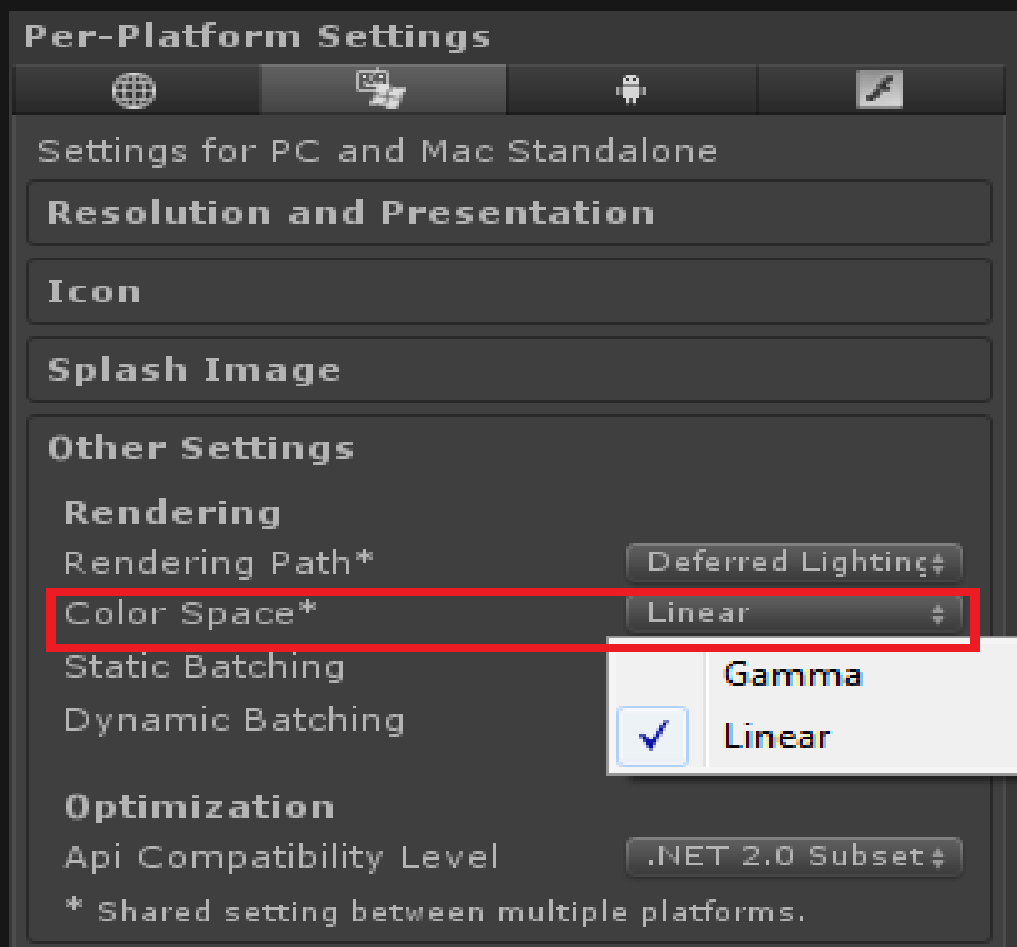 Per-Platform Settings
Settings for PC and Mac Standalone
Resolution and Presentation
Icon
Splash Image
Other Settings
Rendering
Rendering Path* Deferred Lighting
Color Space* Linear
Static Batching
Gamma
Dynamic Batching
Linear
Optimization
Api Compatibility Level .NET 2.0 Subset
* Shared setting between multiple platforms.